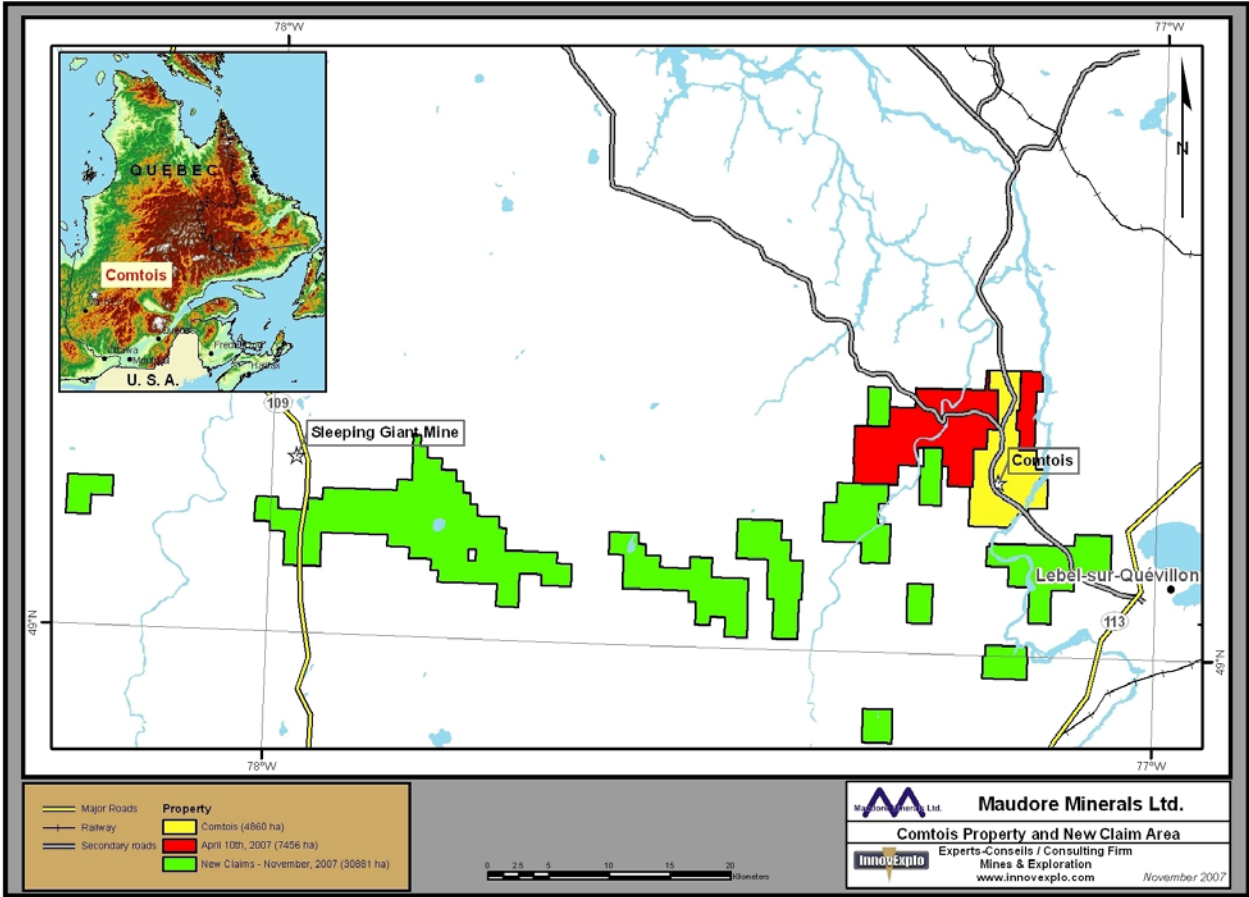 78°W
77°W
QUEBEC
Comtois
Ottawa
U. S. A.
N
109
Sleeping Giant Mine
Comtois
Lebel-sur-Quévillon
113
49°N
49°N
78°W
77°W
Major Roads
Railway
Secondary roads
Property
Comtois (4860 ha)
April 10th, 2007 (7456 ha)
New Claims - November, 2007 (30881 ha)
0 2.5 5 10 15 20
Kilometers
Maudore Minerals Ltd.
Maudore Minerals Ltd.
Comtois Property and New Claim Area
InnovExplo
Experts-Conseils / Consulting Firm
Mines & Exploration
www.innovexplo.com
November 2007